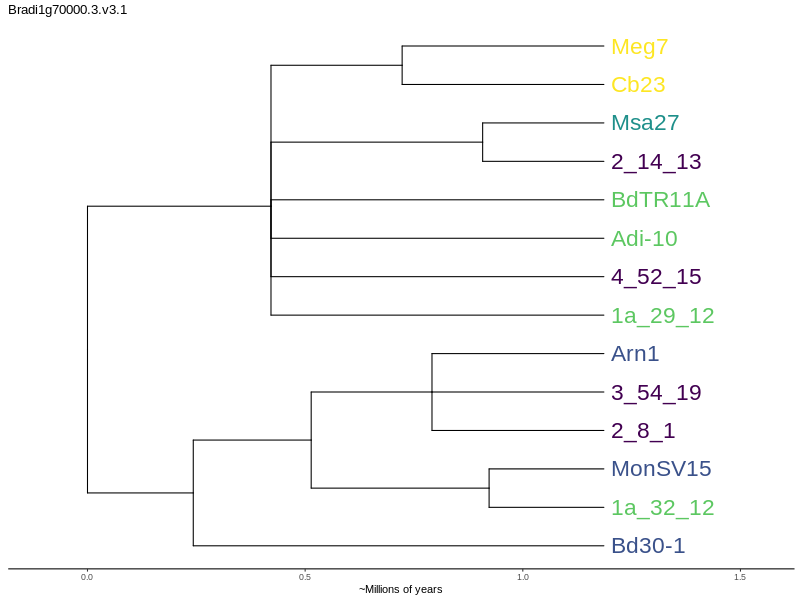 Bradi1g70000.3.v3.1
Meg7
Cb23
Msa27
2_14_13
BdTR11A
Adi-10
4_52_15
1a_29_12
Arn1
3_54_19
2_8_1
MonSV15
1a_32_12
Bd30-1
0.0 0.5 1.0 1.5
~Millions of years